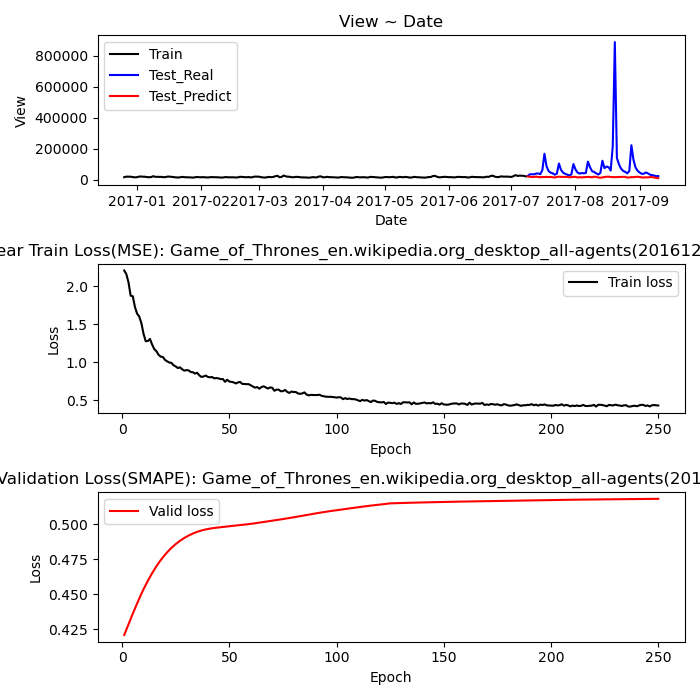 View ~ Date
Train
Test_Real
Test_Predict
View
800000
600000
400000
200000
0
2017-01 2017-02 2017-03 2017-04 2017-05 2017-06 2017-07 2017-08 2017-09
Date
ear Train Loss(MSE): Game_of_Thrones_en.wikipedia.org_desktop_all-agents(201612
Train loss
Loss
2.0
1.5
1.0
0.5
0 50 100 150 200 250
Epoch
Validation Loss(SMAPE): Game_of_Thrones_en.wikipedia.org_desktop_all-agents(201
Valid loss
Loss
0.500
0.475
0.450
0.425
0 50 100 150 200 250
Epoch